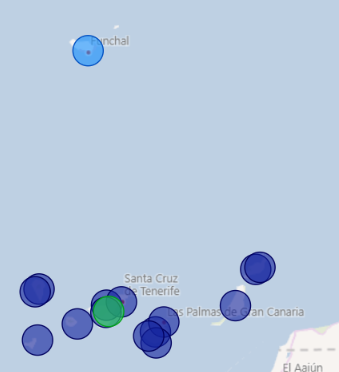 Funchal
Santa Cruz
de Tenerife
Las Palmas de Gran Canaria
El Aaiún